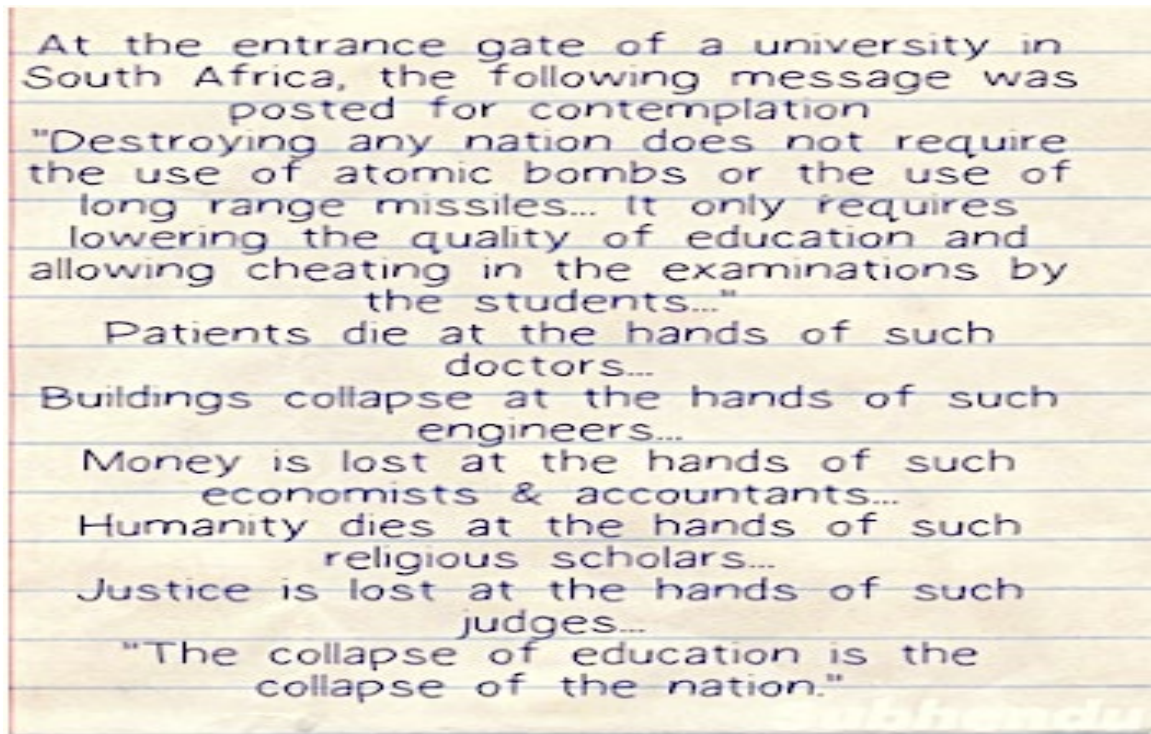 At the entrance gate of a university in
South Africa, the following message was
posted for contemplation
"Destroying any nation does not require
the use of atomic bombs or the use of
long range missiles... It only requires
lowering the quality of education and
allowing cheating in the examinations by
the students..."
Patients die at the hands of such
doctors...
Buildings collapse at the hands of such
engineers...
Money is lost at the hands of such
economists & accountants...
Humanity dies at the hands of such
religious scholars...
Justice is lost at the hands of such
judges...
"The collapse of education is the
collapse of the nation."